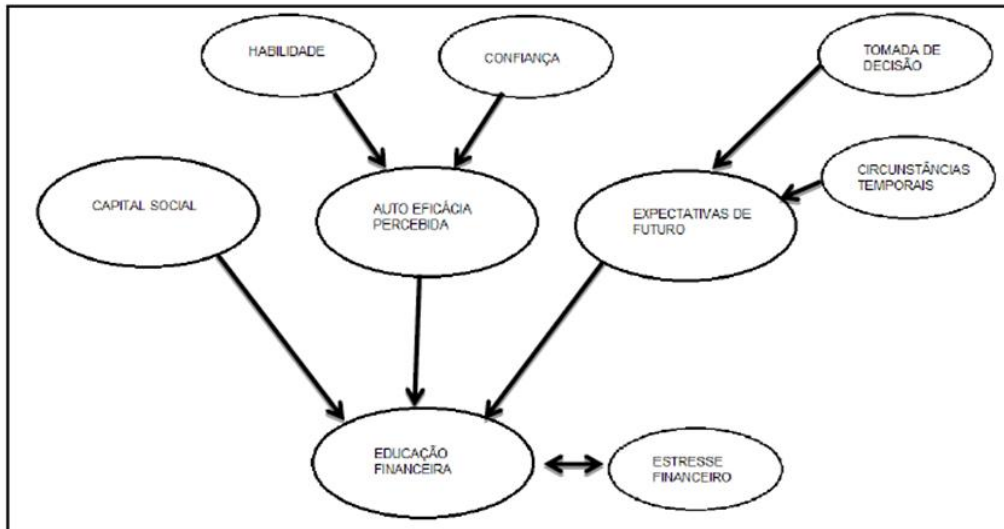 HABILIDADE
CONFIANÇA
TOMADA DE
DECISÃO
CIRCUNSTÂNCIAS
TEMPORAIS
CAPITAL SOCIAL
AUTO EFICÁCIA
PERCEBIDA
EXPECTATIVAS DE
FUTURO
EDUCAÇÃO
FINANCEIRA
ESTRESSE
FINANCEIRO